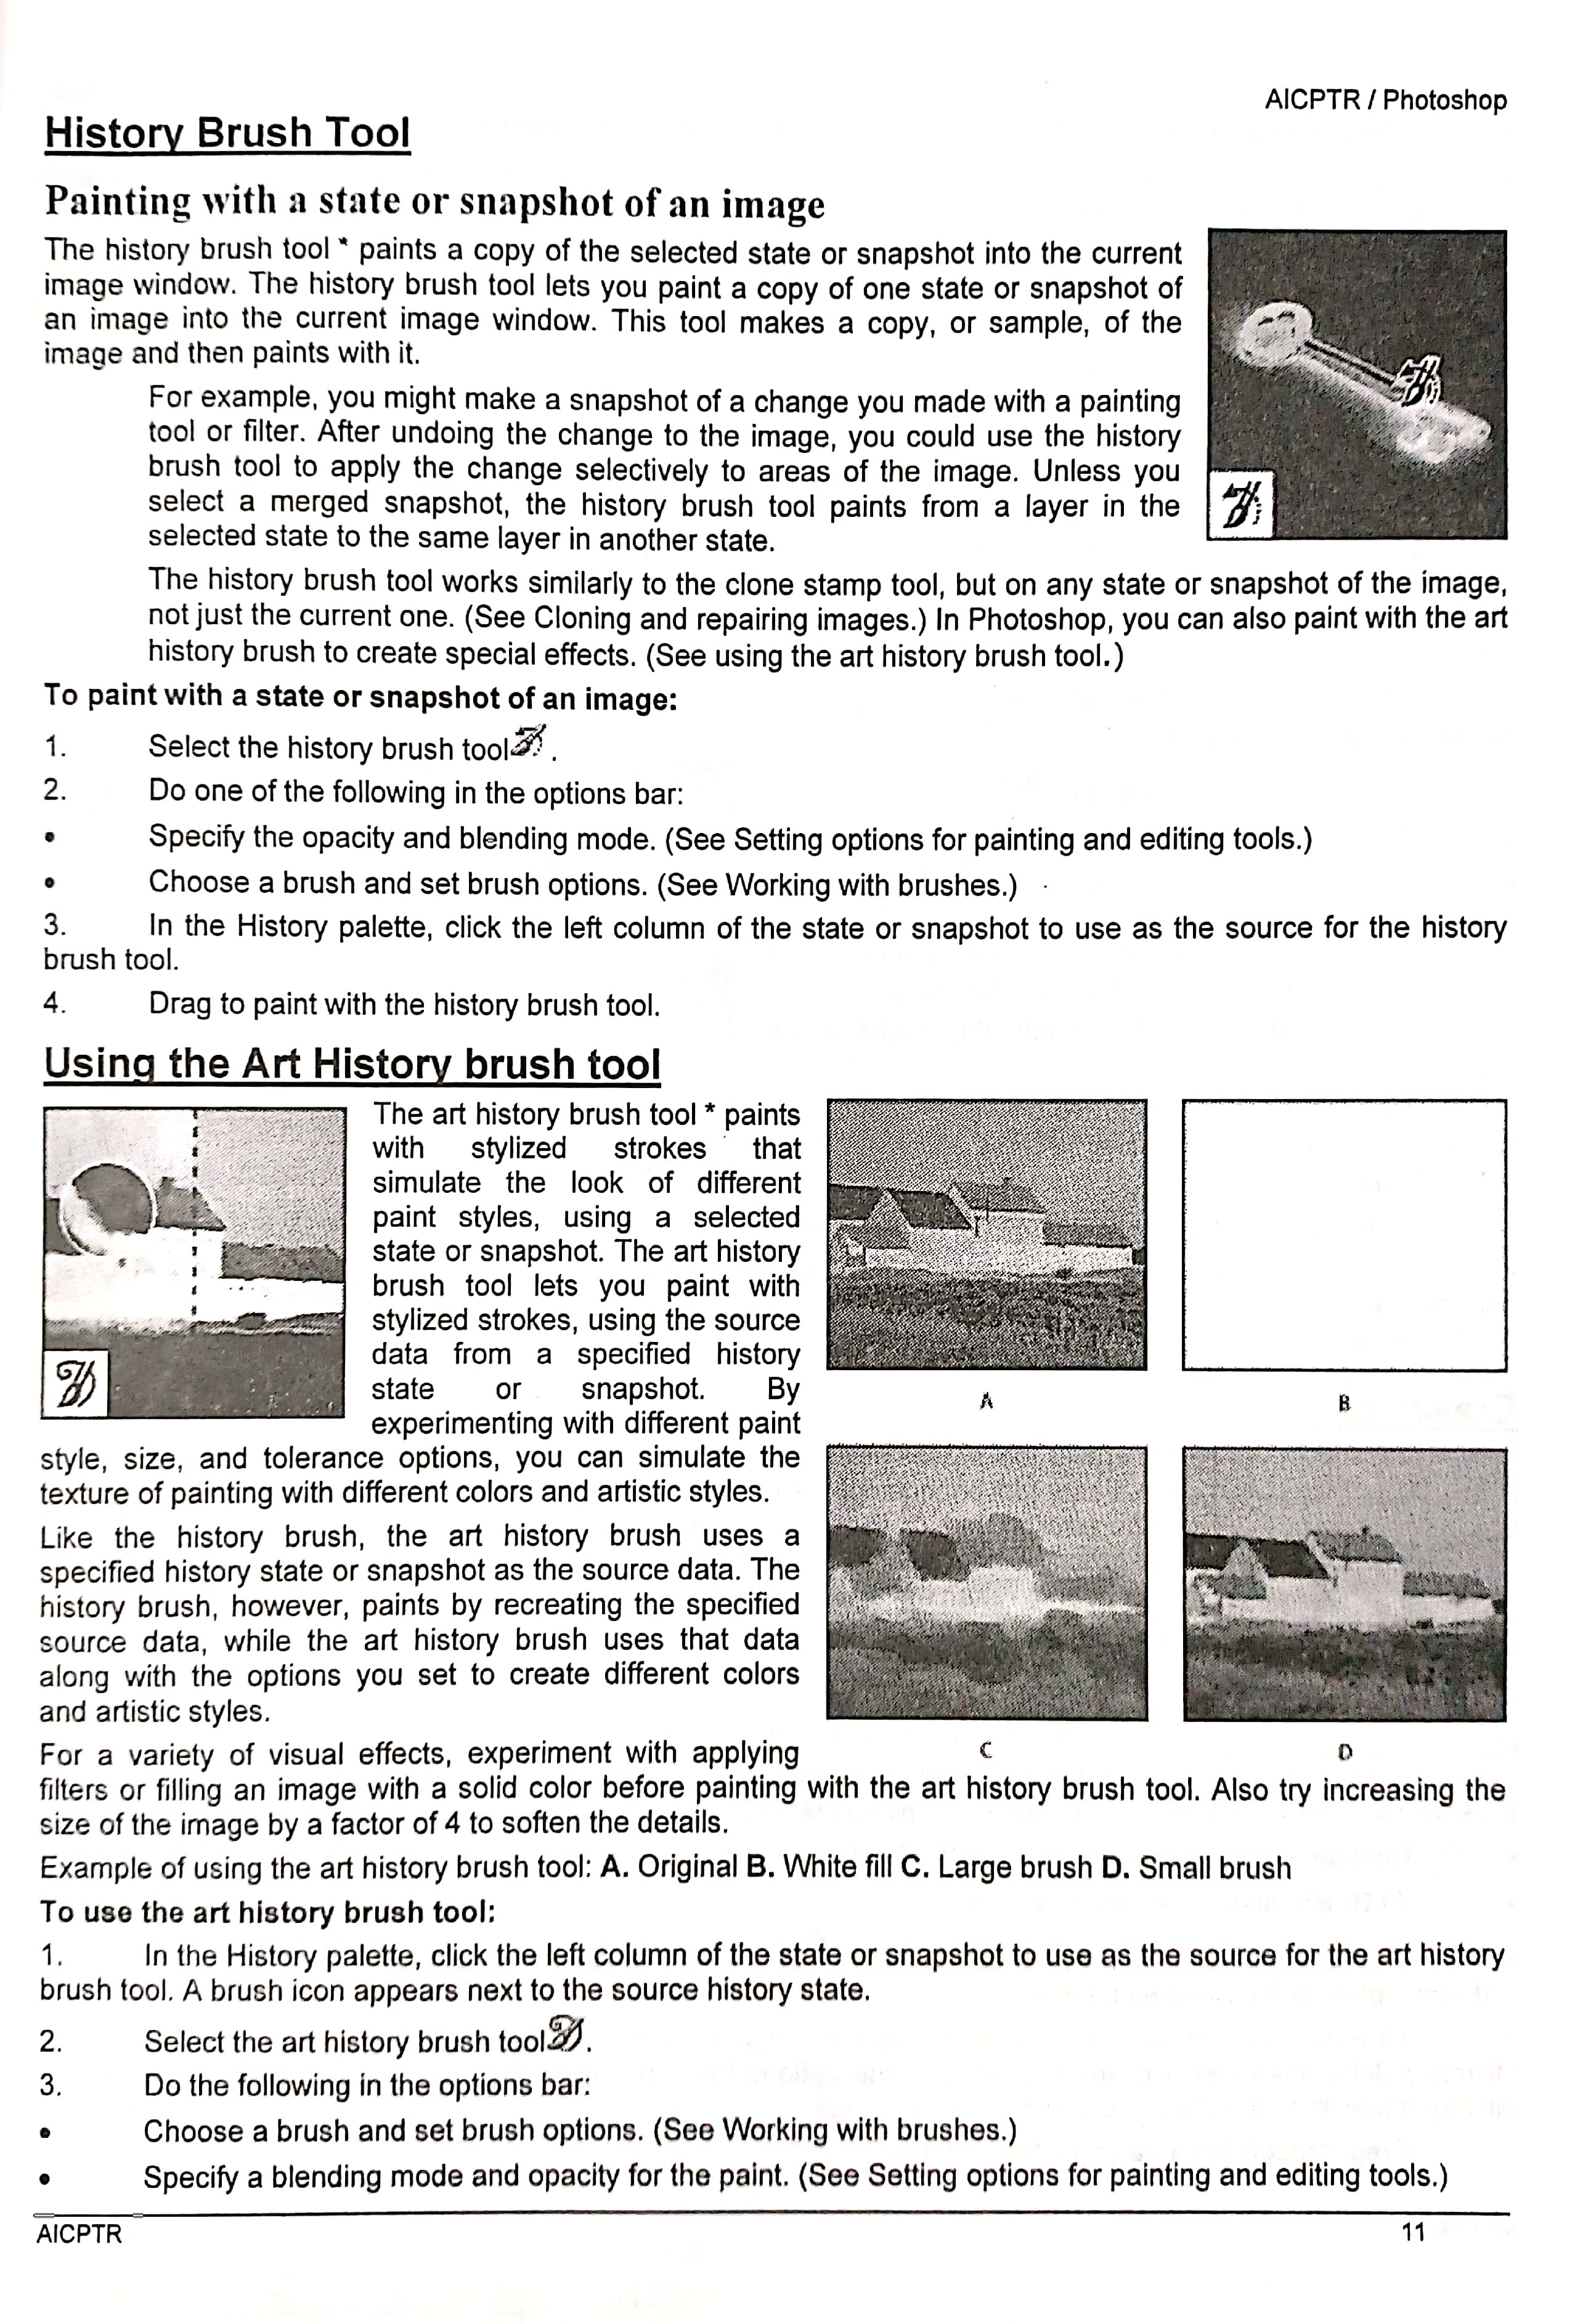 AICPTR / Photoshop
History Brush Tool
Painting with a state or snapshot of an image
The history brush tool * paints a copy of the selected state or snapshot into the current
image window. The history brush tool lets you paint a copy of one state or snapshot of
an image into the current image window. This tool makes a copy, or sample, of the
image and then paints with it.
For example, you might make a snapshot of a change you made with a painting
tool or filter. After undoing the change to the image, you could use the history
brush tool to apply the change selectively to areas of the image. Unless you
select a merged snapshot, the history brush tool paints from a layer in the
selected state to the same layer in another state.
The history brush tool works similarly to the clone stamp tool, but on any state or snapshot of the image,
not just the current one. (See Cloning and repairing images.) In Photoshop, you can also paint with the art
history brush to create special effects. (See using the art history brush tool.)
To paint with a state or snapshot of an image:
1. Select the history brush tool .
2. Do one of the following in the options bar:
• Specify the opacity and blending mode. (See Setting options for painting and editing tools.)
• Choose a brush and set brush options. (See Working with brushes.)
3. In the History palette, click the left column of the state or snapshot to use as the source for the history
brush tool.
4. Drag to paint with the history brush tool.
Using the Art History brush tool
The art history brush tool * paints
with stylized strokes that
simulate the look of different
paint styles, using a selected
state or snapshot. The art history
brush tool lets you paint with
stylized strokes, using the source
data from a specified history
state or snapshot. By
experimenting with different paint
style, size, and tolerance options, you can simulate the
texture of painting with different colors and artistic styles.
Like the history brush, the art history brush uses a
specified history state or snapshot as the source data. The
history brush, however, paints by recreating the specified
source data, while the art history brush uses that data
along with the options you set to create different colors
and artistic styles.
A
B
C
D
For a variety of visual effects, experiment with applying
filters or filling an image with a solid color before painting with the art history brush tool. Also try increasing the
size of the image by a factor of 4 to soften the details.
Example of using the art history brush tool: A. Original B. White fill C. Large brush D. Small brush
To use the art history brush tool:
1. In the History palette, click the left column of the state or snapshot to use as the source for the art history
brush tool. A brush icon appears next to the source history state.
2. Select the art history brush tool .
3. Do the following in the options bar:
• Choose a brush and set brush options. (See Working with brushes.)
• Specify a blending mode and opacity for the paint. (See Setting options for painting and editing tools.)
AICPTR
11